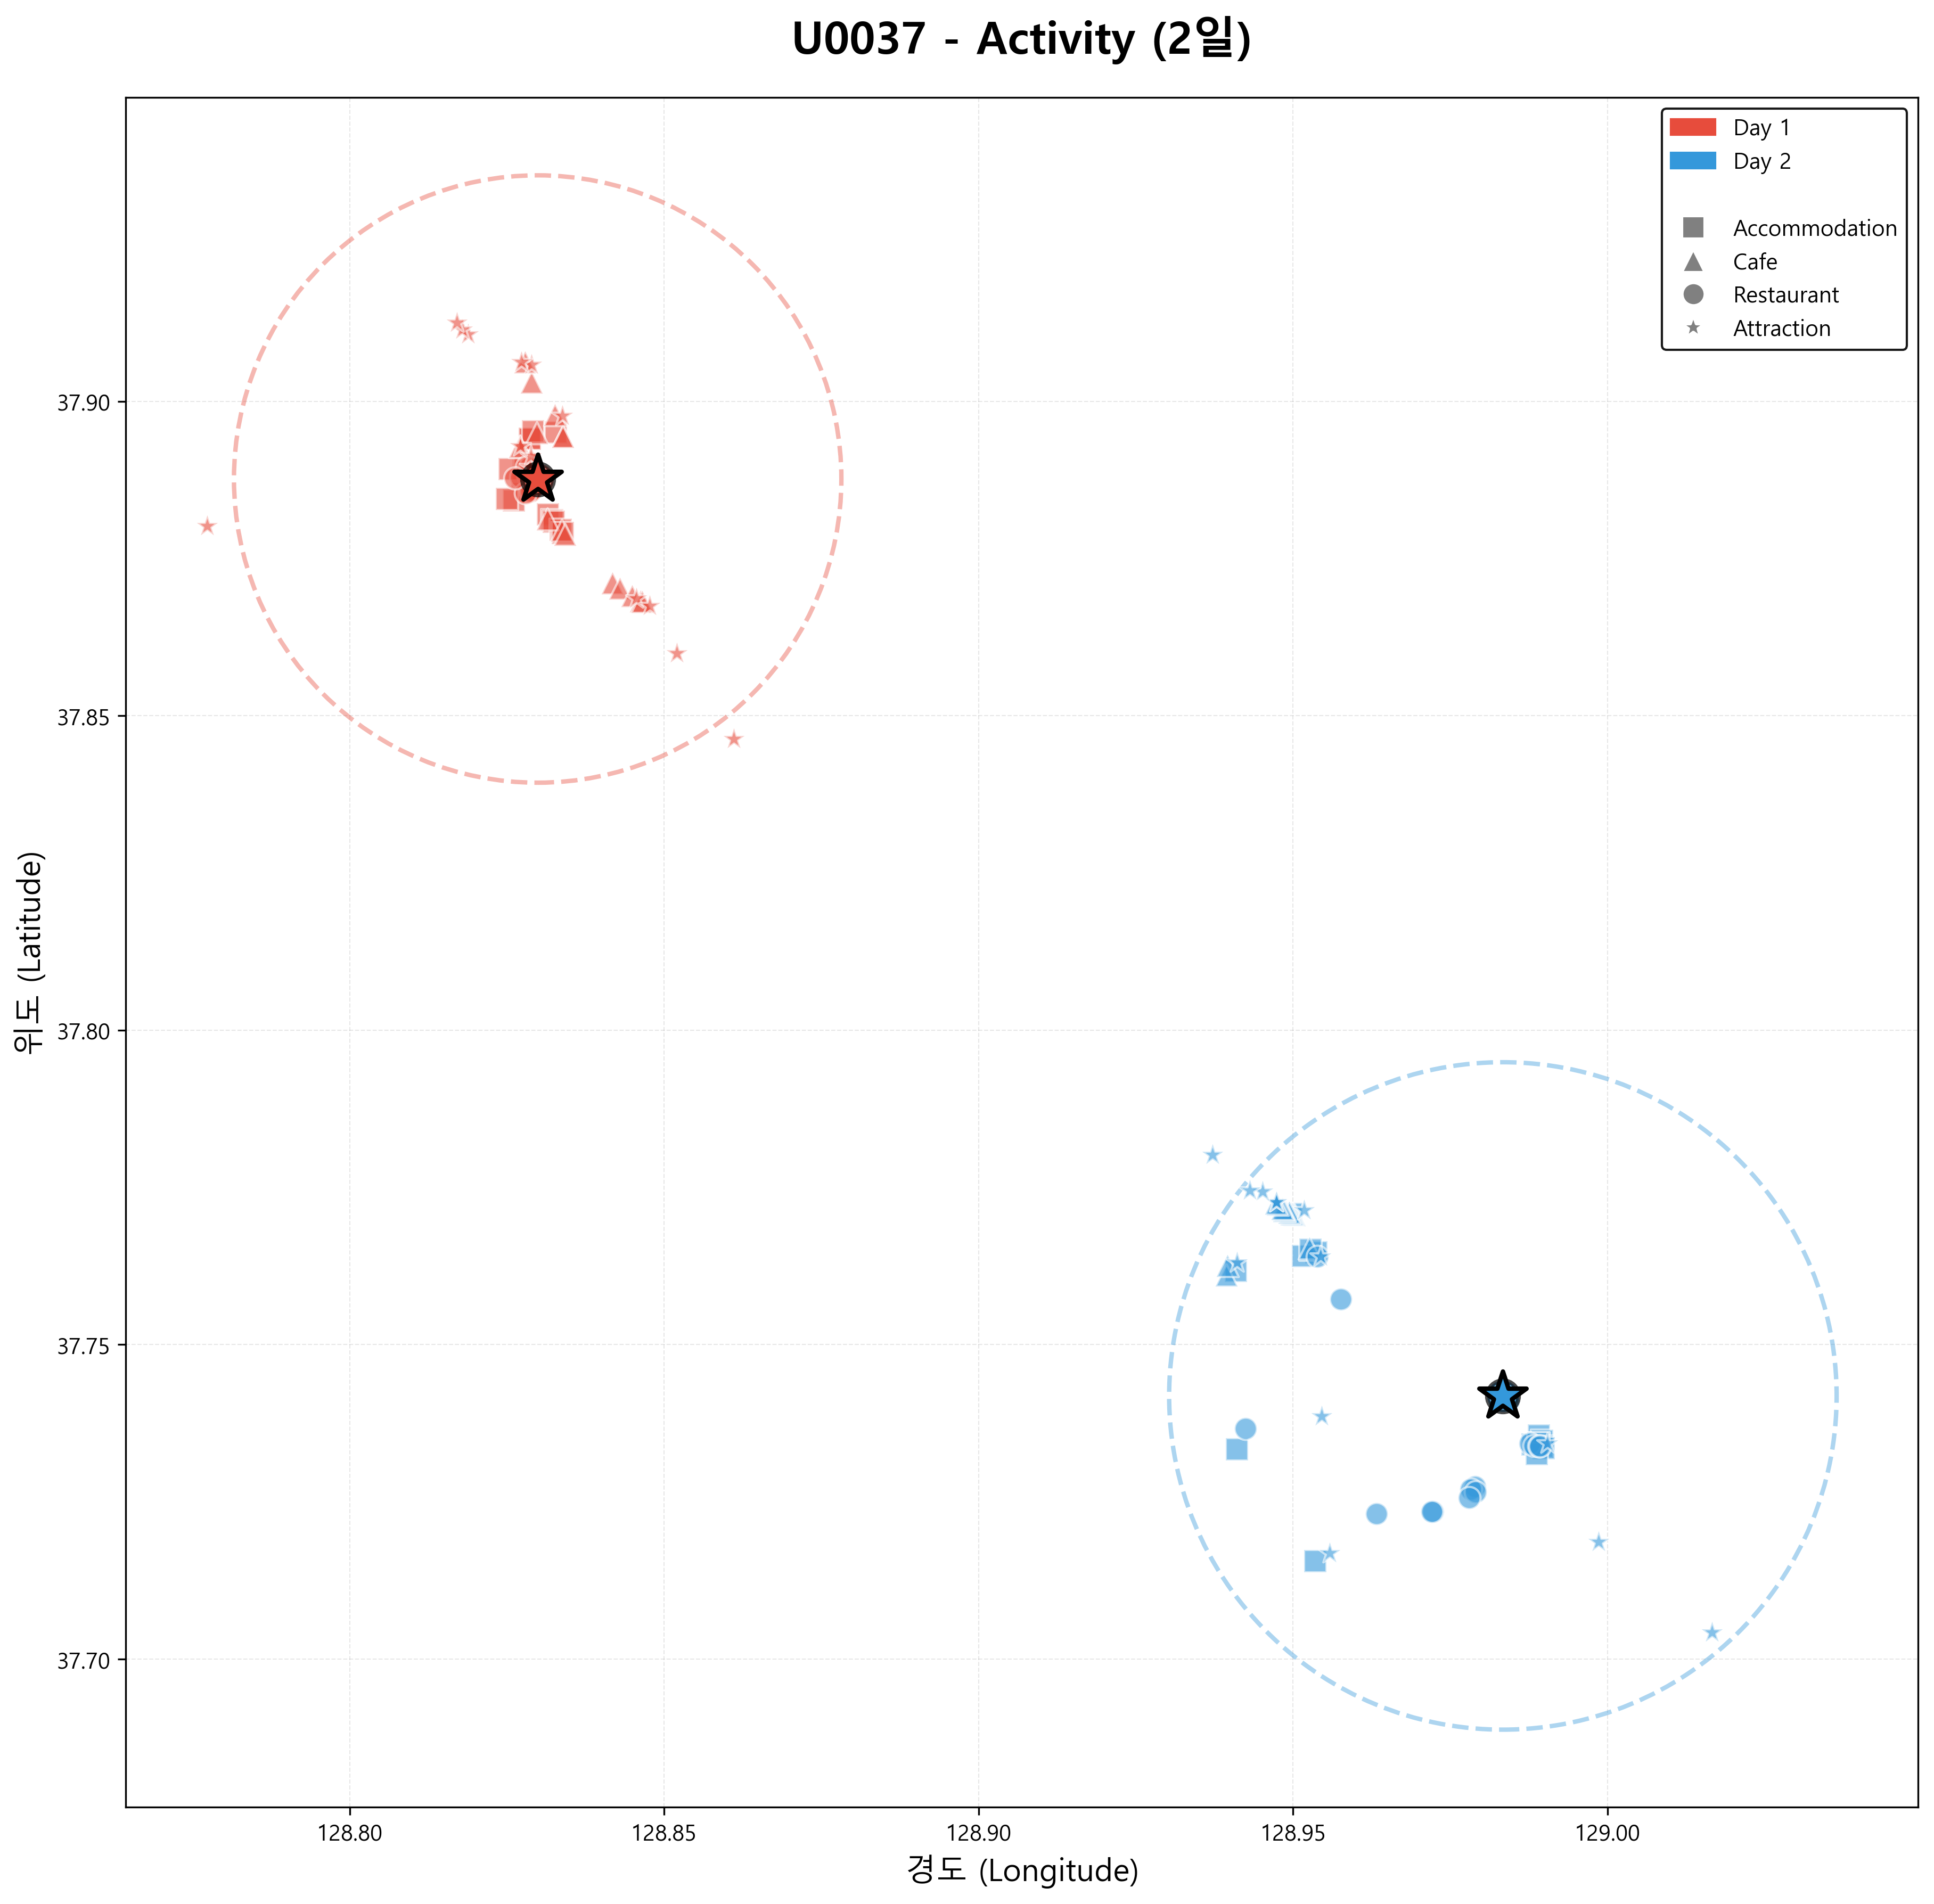 U0037 - Activity (2일)
Day 1
Day 2
Accommodation
Cafe
Restaurant
Attraction
위도 (Latitude)
37.90
37.85
37.80
37.75
37.70
128.80
128.85
128.90
128.95
129.00
경도 (Longitude)